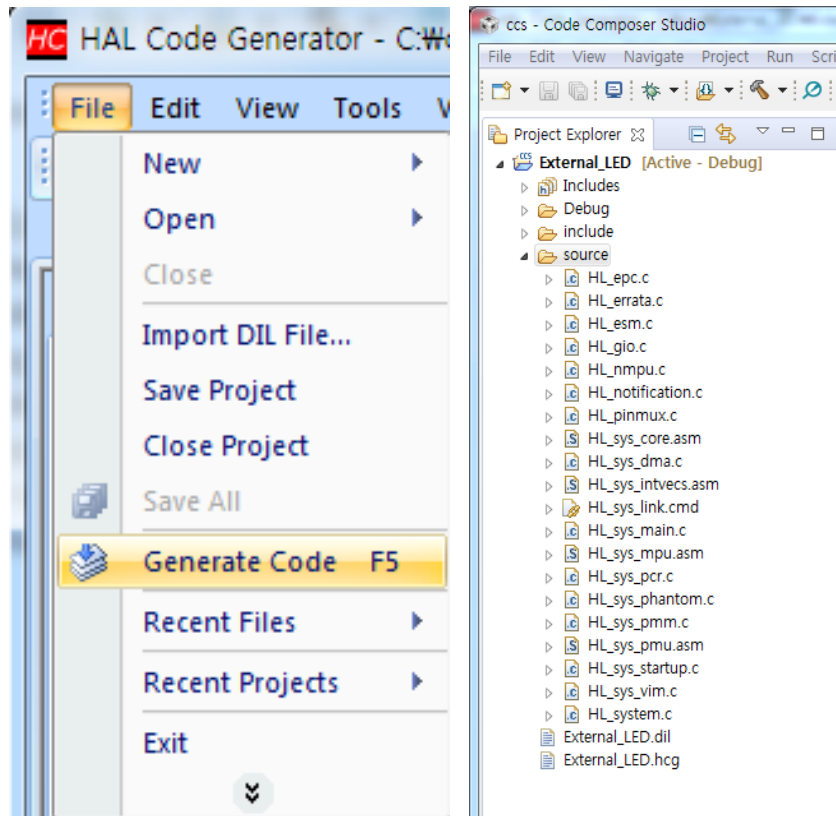 HC HAL Code Generator - C:₩
File Edit View Tools
New
Open
Close
Import DIL File...
Save Project
Close Project
Save All
Generate Code F5
Recent Files
Recent Projects
Exit
ccs - Code Composer Studio
File Edit View Navigate Project Run Scri
Project Explorer
External_LED [Active - Debug]
Includes
Debug
include
source
HL_epc.c
HL_errata.c
HL_esm.c
HL_gio.c
HL_nmpu.c
HL_notification.c
HL_pinmux.c
HL_sys_core.asm
HL_sys_dma.c
HL_sys_intvecs.asm
HL_sys_link.cmd
HL_sys_main.c
HL_sys_mpu.asm
HL_sys_pcr.c
HL_sys_phantom.c
HL_sys_pmm.c
HL_sys_pmu.asm
HL_sys_startup.c
HL_sys_vim.c
HL_system.c
External_LED.dil
External_LED.hcg